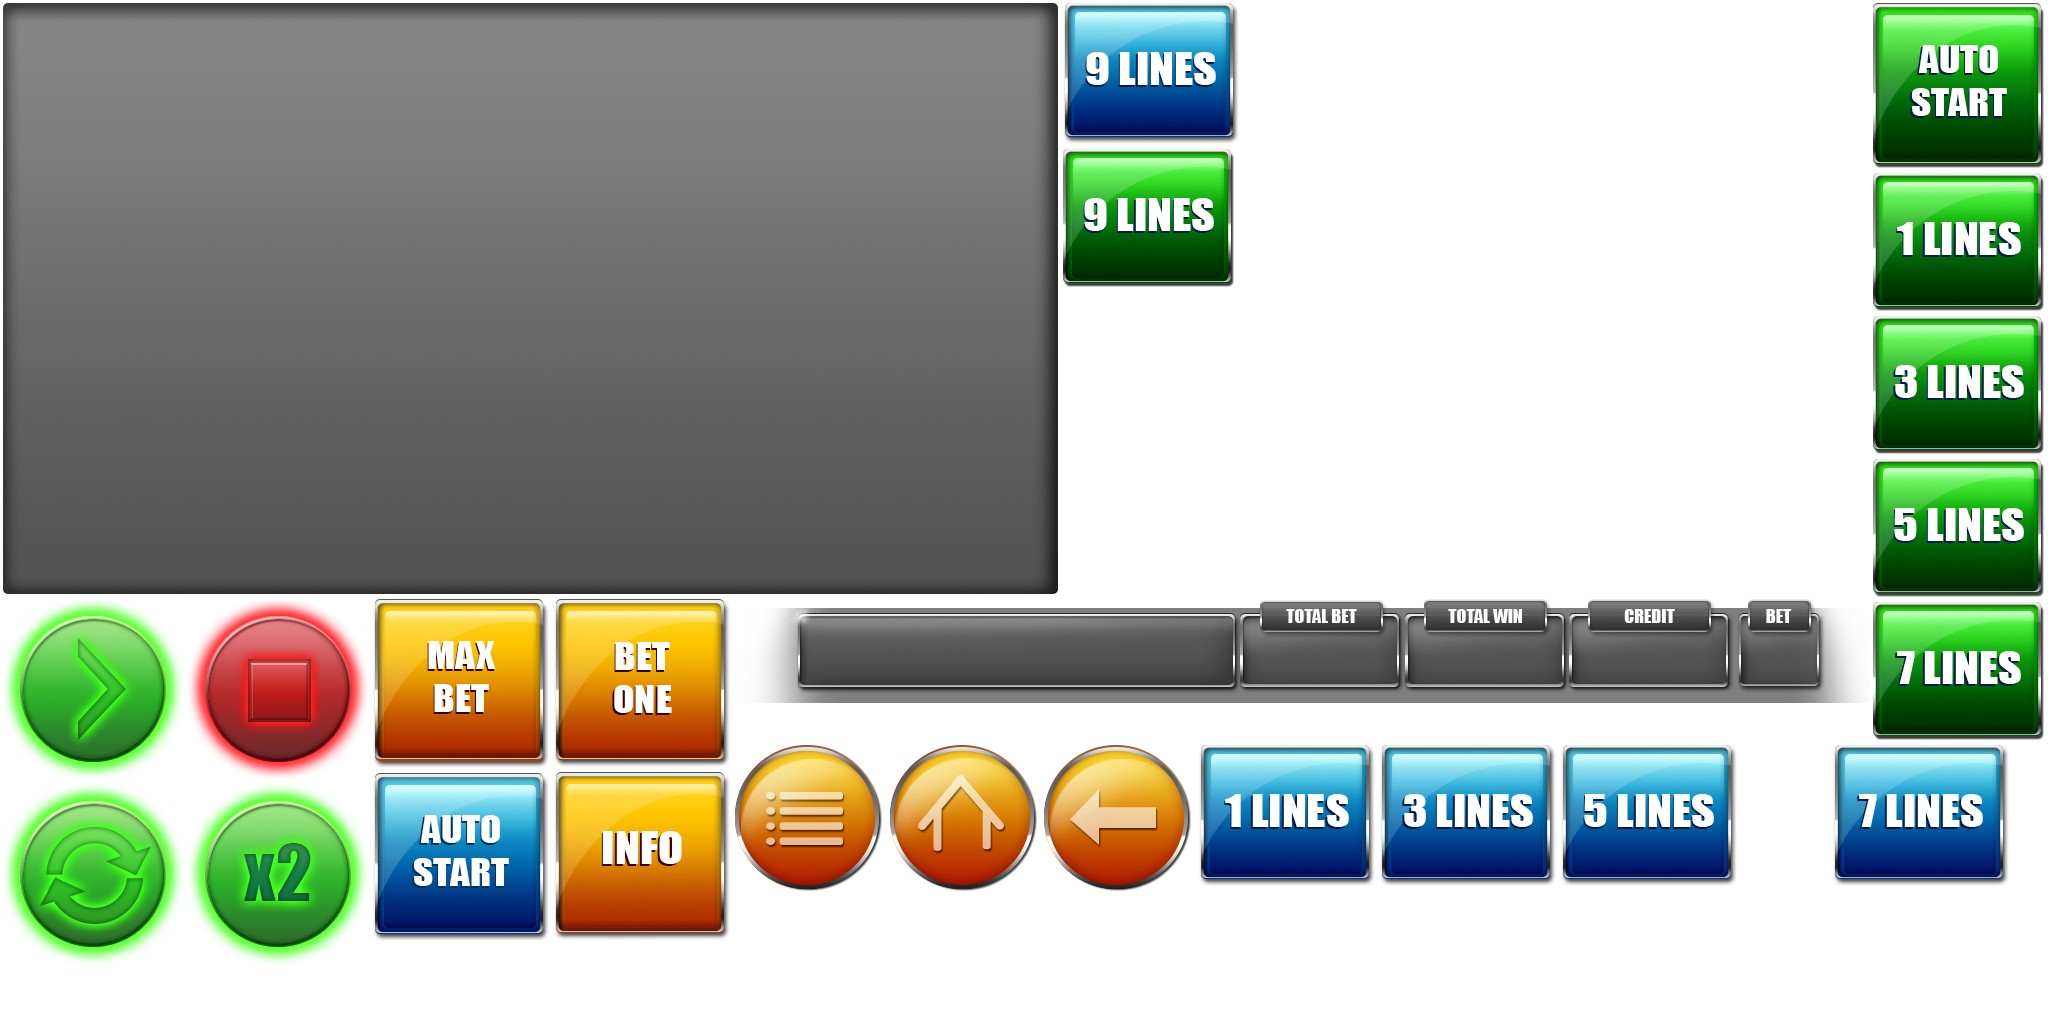 9 LINES
AUTO
START
9 LINES
1 LINES
3 LINES
5 LINES
TOTAL BET
TOTAL WIN
CREDIT
BET
MAX
BET
BET
ONE
7 LINES
AUTO
START
INFO
1 LINES
3 LINES
5 LINES
7 LINES
x2